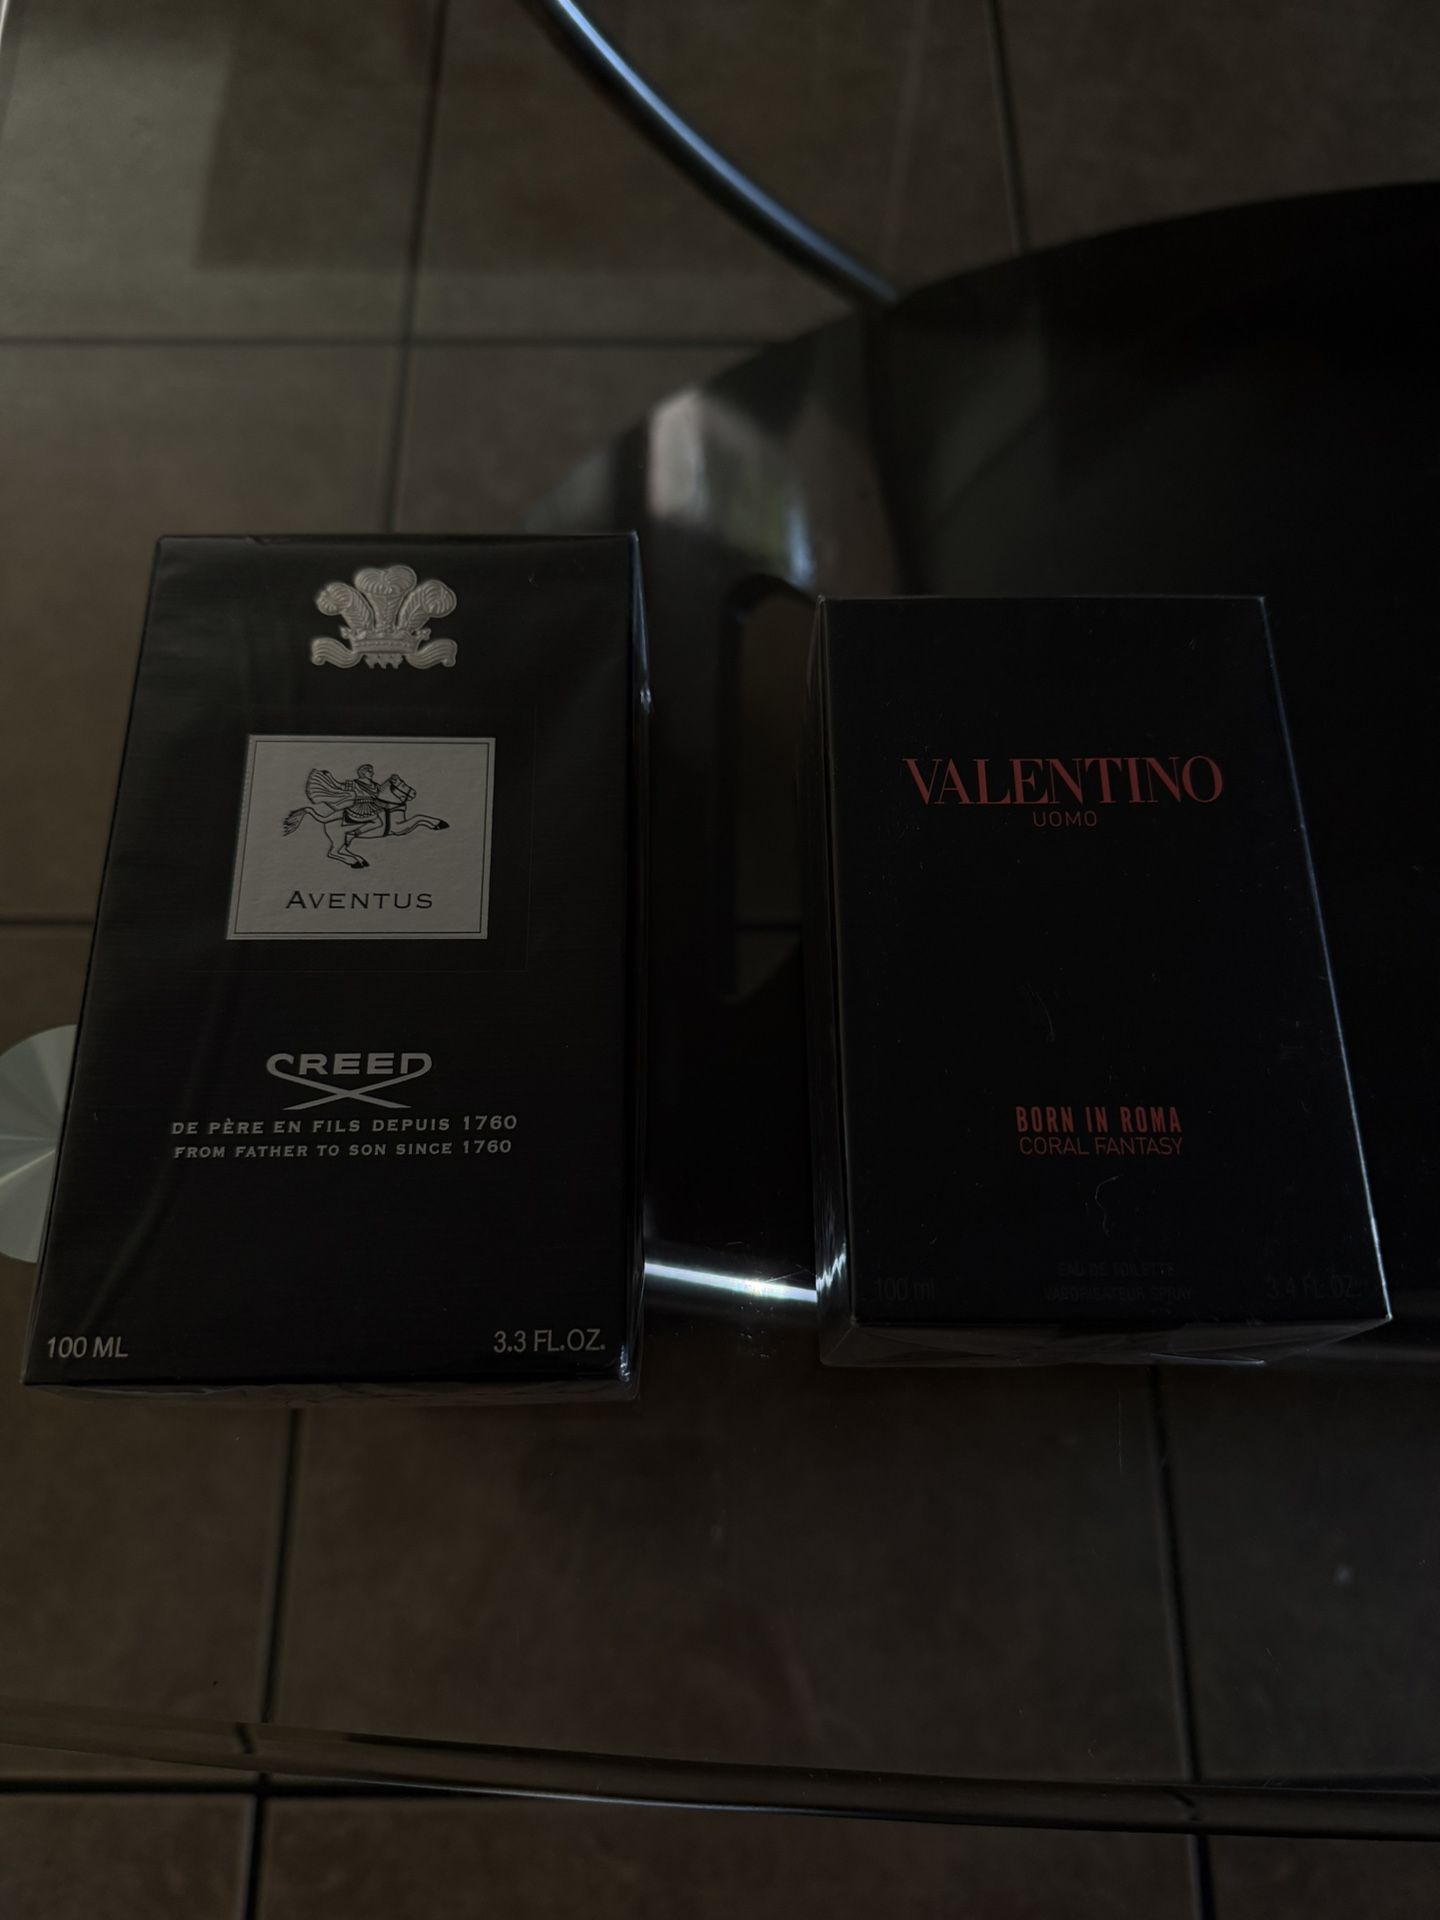 AVENTUS
CREED
DE PÈRE EN FILS DEPUIS 1760
FROM FATHER TO SON SINCE 1760
100 ML 3.3 FL.OZ.
VALENTINO
UOMO
BORN IN ROMA
CORAL FANTASY
EAU DE TOILETTE
VAPORISATEUR SPRAY
100 ml 3.4 FL.OZ.